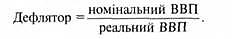 Дефлятор = номінальний ВВП
реальний ВВП.